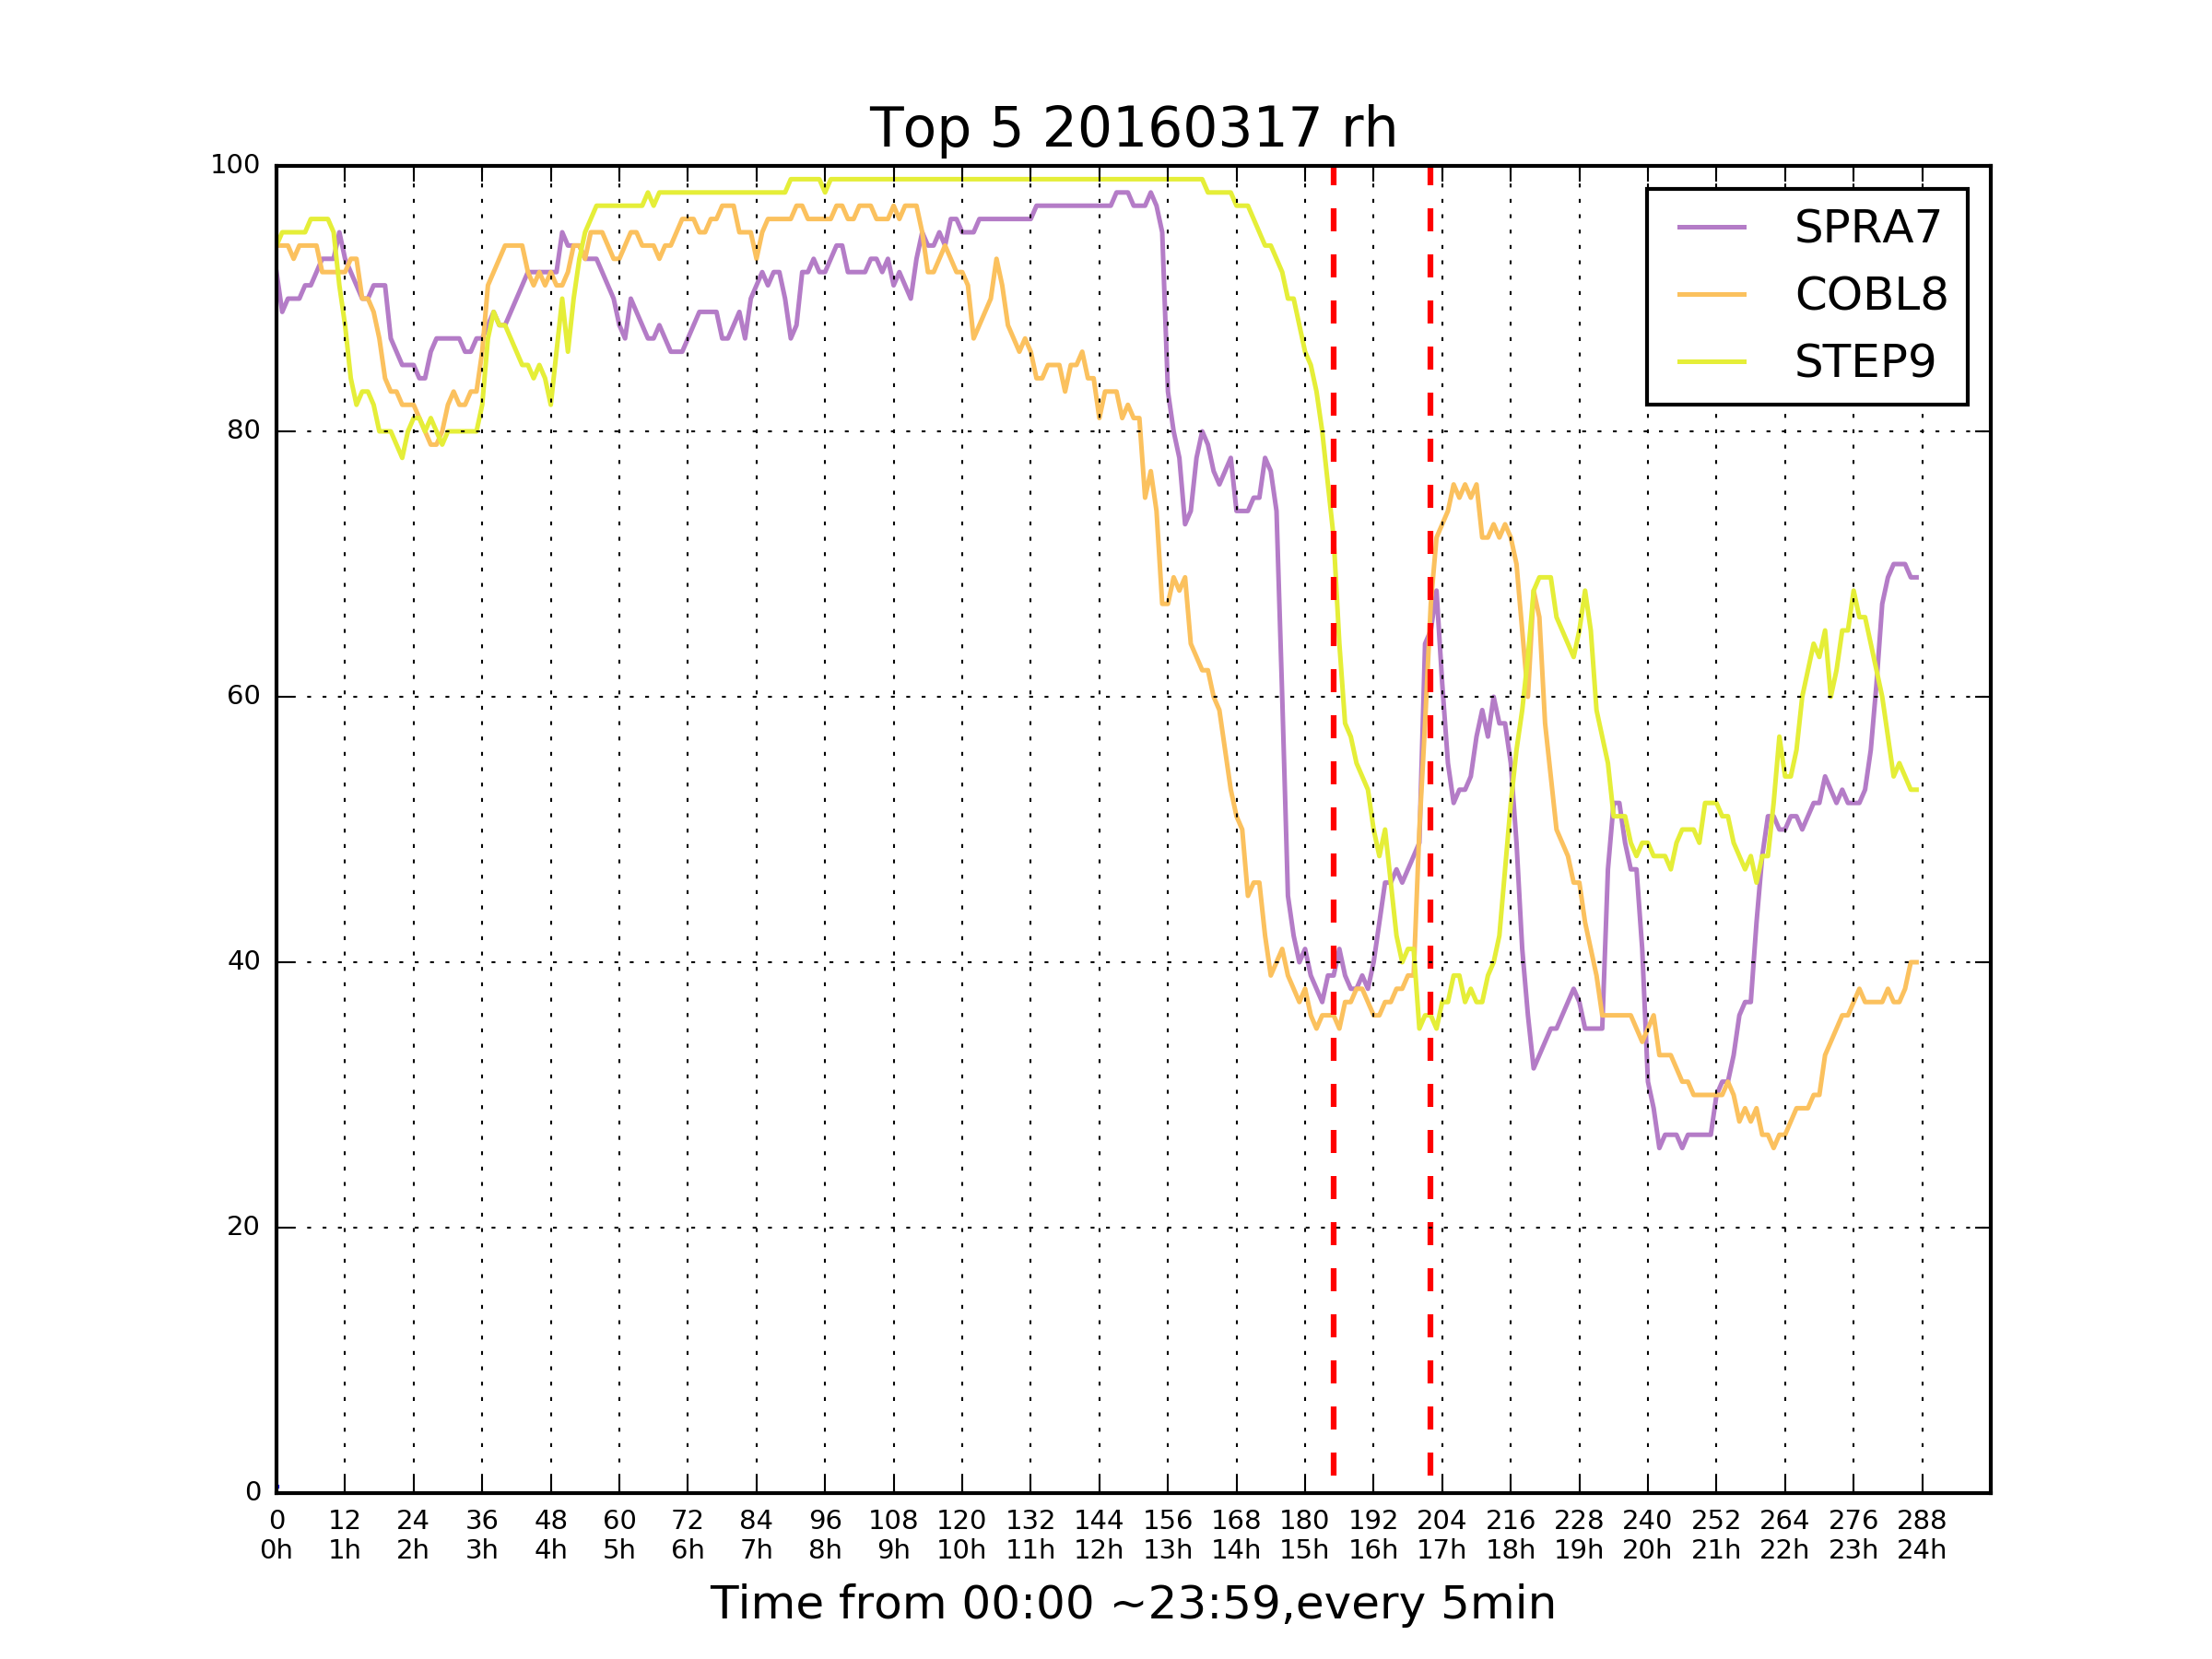 Top 5 20160317 rh
100
80
60
40
20
0
SPRA7
COBL8
STEP9
0 12 24 36 48 60 72 84 96 108 120 132 144 156 168 180 192 204 216 228 240 252 264 276 288
0h 1h 2h 3h 4h 5h 6h 7h 8h 9h 10h 11h 12h 13h 14h 15h 16h 17h 18h 19h 20h 21h 22h 23h 24h
Time from 00:00 ~23:59,every 5min